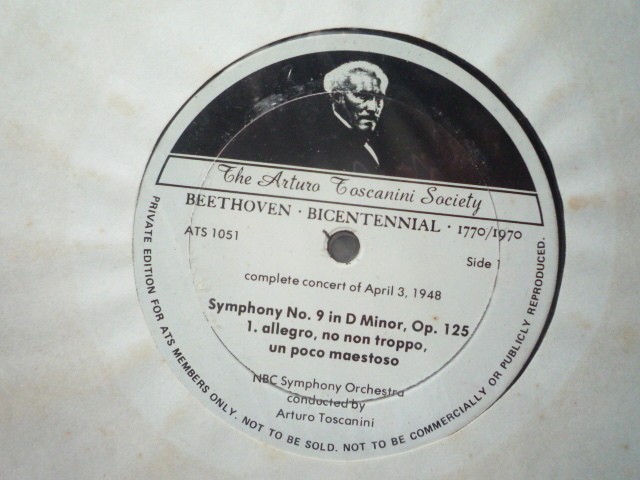 The Arturo Toscanini Society
BEETHOVEN · BICENTENNIAL · 1770/1970
ATS 1051
Side 1
complete concert of April 3, 1948
Symphony No. 9 in D Minor, Op. 125
1. allegro, no non troppo,
un poco maestoso
NBC Symphony Orchestra
conducted by
Arturo Toscanini
PRIVATE EDITION FOR ATS MEMBERS ONLY. NOT TO BE SOLD. NOT TO BE COMMERCIALLY OR PUBLICLY REPRODUCED.